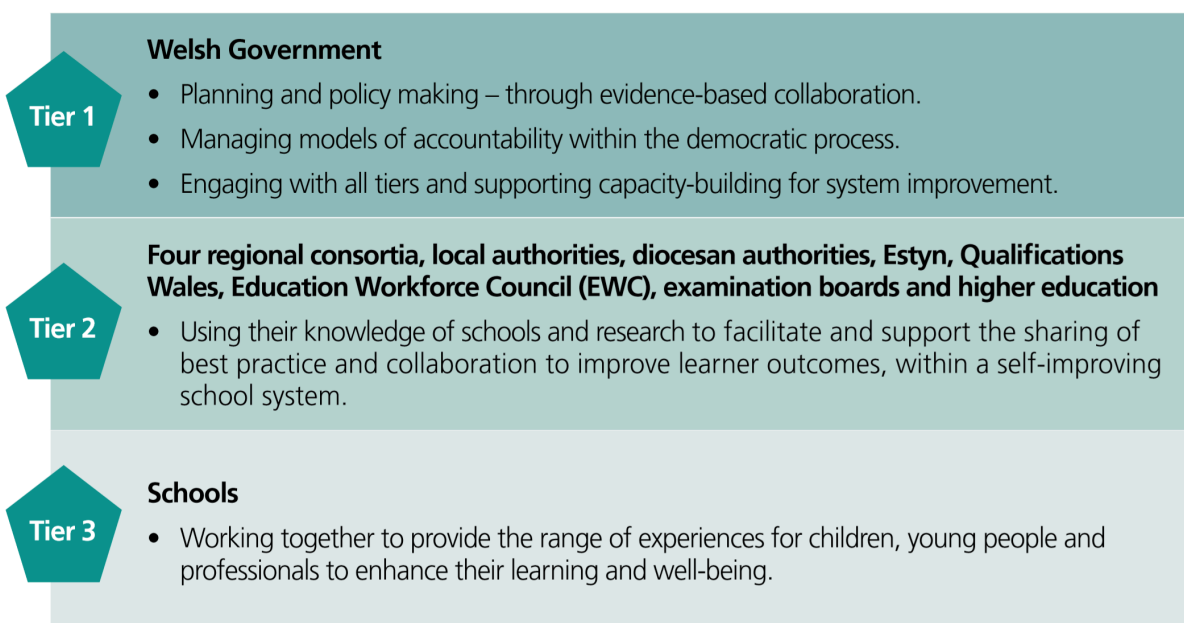 Tier 1
Welsh Government
• Planning and policy making – through evidence-based collaboration.
• Managing models of accountability within the democratic process.
• Engaging with all tiers and supporting capacity-building for system improvement.
Tier 2
Four regional consortia, local authorities, diocesan authorities, Estyn, Qualifications
Wales, Education Workforce Council (EWC), examination boards and higher education
• Using their knowledge of schools and research to facilitate and support the sharing of
best practice and collaboration to improve learner outcomes, within a self-improving
school system.
Tier 3
Schools
• Working together to provide the range of experiences for children, young people and
professionals to enhance their learning and well-being.